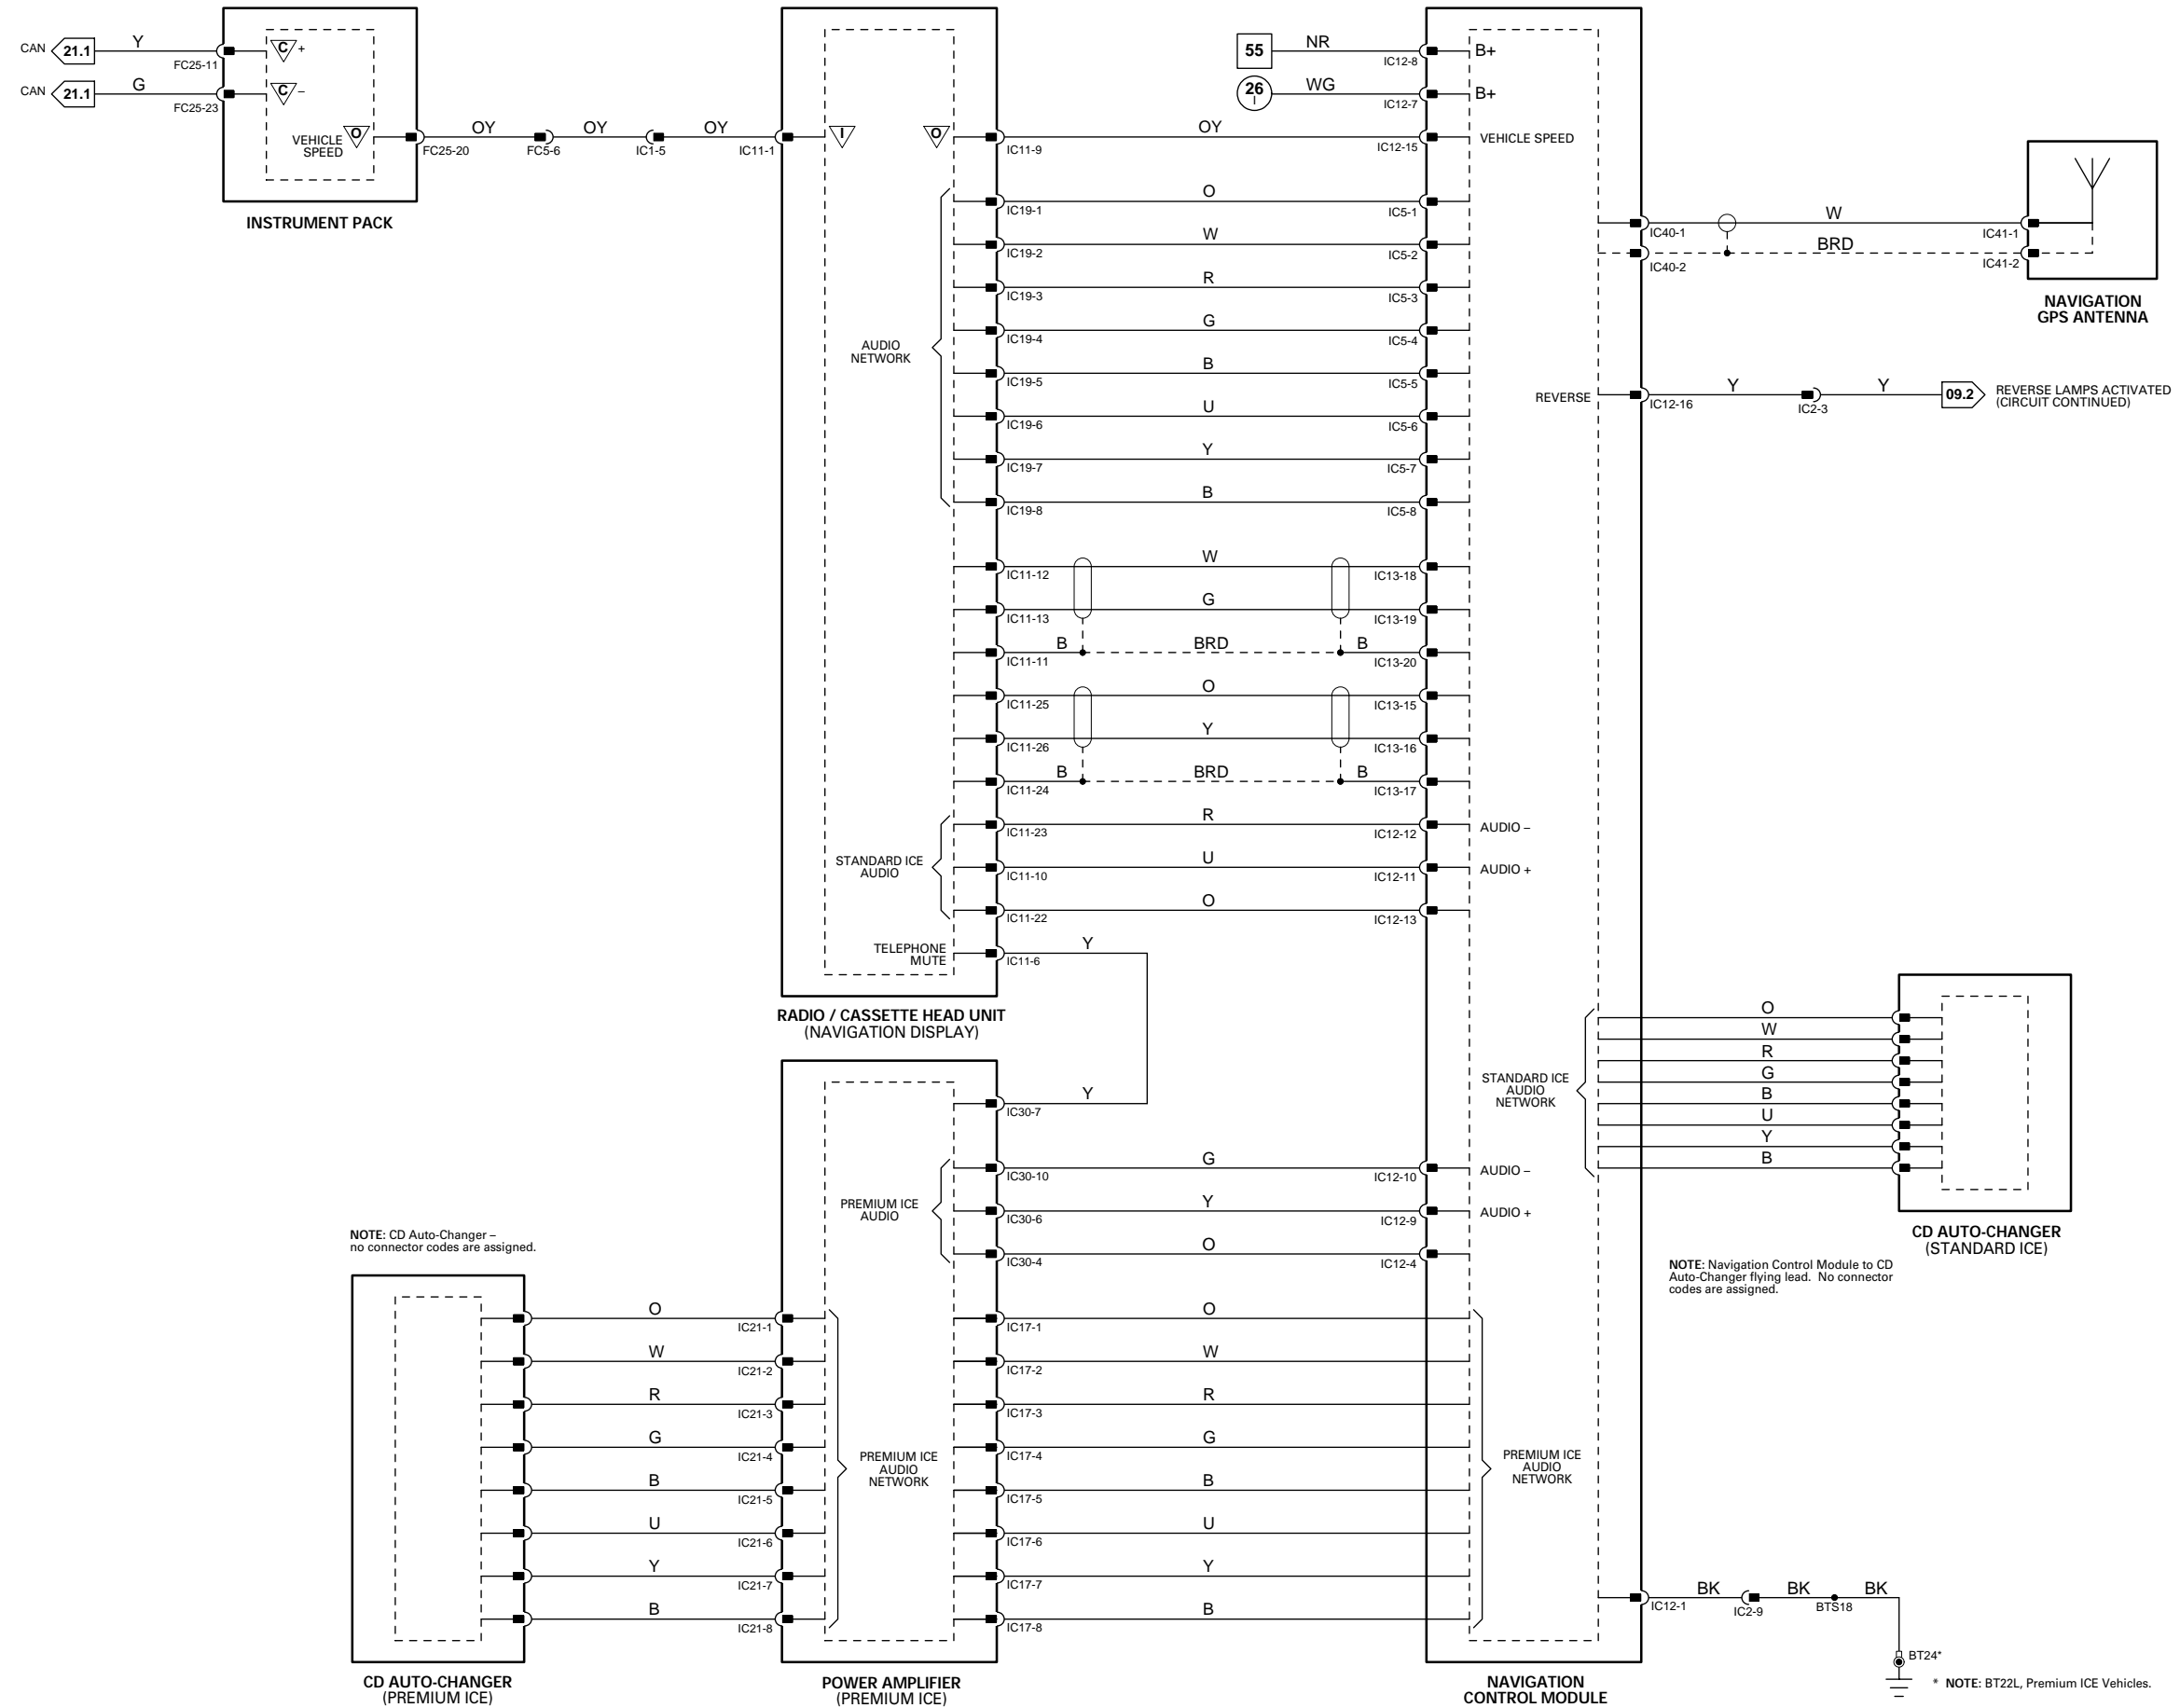 CAN 21.1 Y FC25-11 C +
CAN 21.1 G FC25-23 C –
VEHICLE
SPEED
O
FC25-20 OY FC5-6 OY IC1-5 OY IC11-1 I
INSTRUMENT PACK
O IC11-9 OY IC12-15 VEHICLE SPEED
55 NR IC12-8 B+
26 I WG IC12-7 B+
AUDIO
NETWORK
IC19-1 O IC5-1
IC19-2 W IC5-2
IC19-3 R IC5-3
IC19-4 G IC5-4
IC19-5 B IC5-5
IC19-6 U IC5-6
IC19-7 Y IC5-7
IC19-8 B IC5-8
IC11-12 W IC13-18
IC11-13 G IC13-19
IC11-11 B BRD B IC13-20
IC11-25 O IC13-15
IC11-26 Y IC13-16
IC11-24 B BRD B IC13-17
STANDARD ICE
AUDIO
IC11-23 R IC12-12 AUDIO –
IC11-10 U IC12-11 AUDIO +
IC11-22 O IC12-13
TELEPHONE
MUTE
IC11-6 Y
RADIO / CASSETTE HEAD UNIT
(NAVIGATION DISPLAY)
IC40-1 W IC41-1
IC40-2 BRD IC41-2
NAVIGATION
GPS ANTENNA
REVERSE IC12-16 Y IC2-3 Y 09.2
REVERSE LAMPS ACTIVATED
(CIRCUIT CONTINUED)
STANDARD ICE
AUDIO
NETWORK
O
W
R
G
B
U
Y
B
CD AUTO-CHANGER
(STANDARD ICE)
NOTE: Navigation Control Module to CD
Auto-Changer flying lead. No connector
codes are assigned.
IC30-7 Y
PREMIUM ICE
AUDIO
IC30-10 G IC12-10 AUDIO –
IC30-6 Y IC12-9 AUDIO +
IC30-4 O IC12-4
NOTE: CD Auto-Changer –
no connector codes are assigned.
O IC21-1
W IC21-2
R IC21-3
G IC21-4
B IC21-5
U IC21-6
Y IC21-7
B IC21-8
PREMIUM ICE
AUDIO
NETWORK
IC17-1 O
IC17-2 W
IC17-3 R
IC17-4 G
IC17-5 B
IC17-6 U
IC17-7 Y
IC17-8 B
PREMIUM ICE
AUDIO
NETWORK
IC12-1 BK IC2-9 BK BTS18 BK
BT24*
* NOTE: BT22L, Premium ICE Vehicles.
CD AUTO-CHANGER
(PREMIUM ICE)
POWER AMPLIFIER
(PREMIUM ICE)
NAVIGATION
CONTROL MODULE